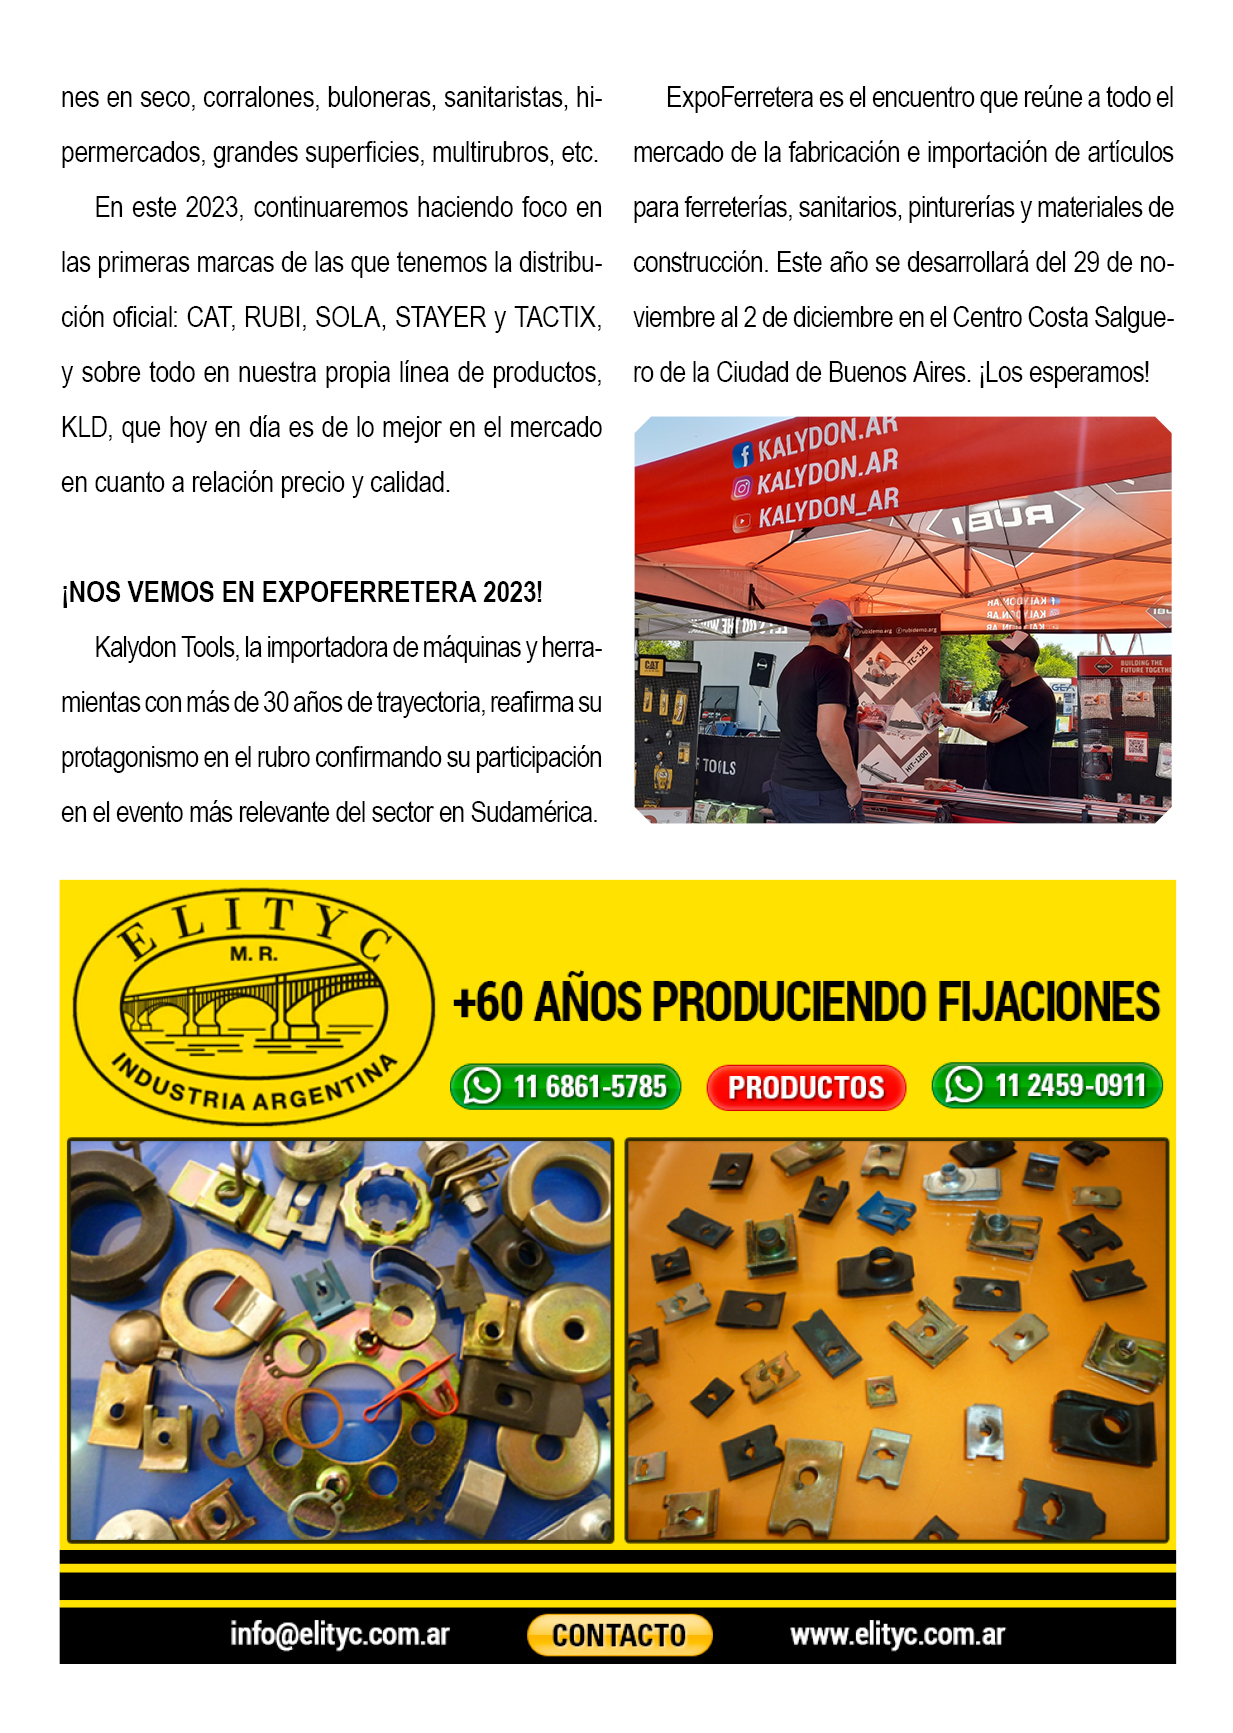 nes en seco, corralones, buloneras, sanitaristas, hi-
permercados, grandes superficies, multirubros, etc.
En este 2023, continuaremos haciendo foco en
las primeras marcas de las que tenemos la distribu-
ción oficial: CAT, RUBI, SOLA, STAYER y TACTIX,
y sobre todo en nuestra propia línea de productos,
KLD, que hoy en día es de lo mejor en el mercado
en cuanto a relación precio y calidad.
¡NOS VEMOS EN EXPOFERRETERA 2023!
Kalydon Tools, la importadora de máquinas y herra-
mientas con más de 30 años de trayectoria, reafirma su
protagonismo en el rubro confirmando su participación
en el evento más relevante del sector en Sudamérica.
ExpoFerretera es el encuentro que reúne a todo el
mercado de la fabricación e importación de artículos
para ferreterías, sanitarios, pinturerías y materiales de
construcción. Este año se desarrollará del 29 de no-
viembre al 2 de diciembre en el Centro Costa Salgue-
ro de la Ciudad de Buenos Aires. ¡Los esperamos!
KALYDON.AR
KALYDON.AR
KALYDON_AR
RUBI
TC-125
HIT-1200
CAT
BUILDING THE
FUTURE TOGETHE
TOOLS
ELITYC
M. R.
INDUSTRIA ARGENTINA
+60 AÑOS PRODUCIENDO FIJACIONES
11 6861-5785
PRODUCTOS
11 2459-0911
info@elityc.com.ar
CONTACTO
www.elityc.com.ar